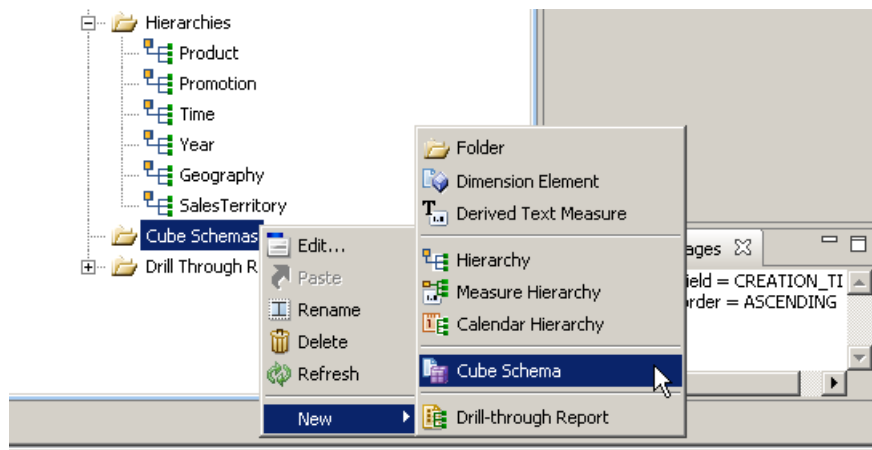 Hierarchies
Product
Promotion
Time
Year
Geography
SalesTerritory
Cube Schemas
Drill Through R
Edit...
Paste
Rename
Delete
Refresh
New
Folder
Dimension Element
Derived Text Measure
Hierarchy
Measure Hierarchy
Calendar Hierarchy
Cube Schema
Drill-through Report
ages
ield = CREATION_TI
rder = ASCENDING